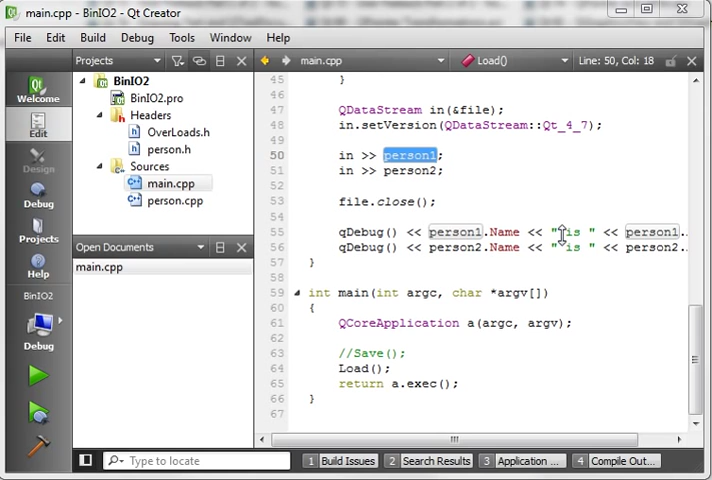 main.cpp - BinIO2 - Qt Creator
File Edit Build Debug Tools Window Help
Projects main.cpp Load() Line: 50, Col: 18
Welcome
Edit
Design
Debug
Projects
Help
BinIO2
Debug
BinIO2
BinIO2.pro
Headers
OverLoads.h
person.h
Sources
main.cpp
person.cpp
Open Documents
main.cpp
45 }
46
47 QDataStream in(&file);
48 in.setVersion(QDataStream::Qt_4_7);
49
50 in >> person1;
51 in >> person2;
52
53 file.close();
54
55 qDebug() << person1.Name << " is " << person1.
56 qDebug() << person2.Name << " is " << person2.
57 }
58
59 int main(int argc, char *argv[])
60 {
61 QCoreApplication a(argc, argv);
62
63 //Save();
64 Load();
65 return a.exec();
66 }
67
Type to locate 1 Build Issues 2 Search Results 3 Application ... 4 Compile Out...